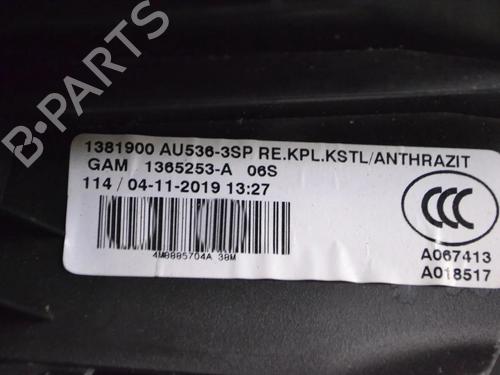 B-PARTS
1381900 AU536-3SP RE.KPL.KSTL/ANTHRAZIT
GAM 1365253-A 06S
114 / 04-11-2019 13:27
CCC
4M8885704A 38M
A067413
A018517